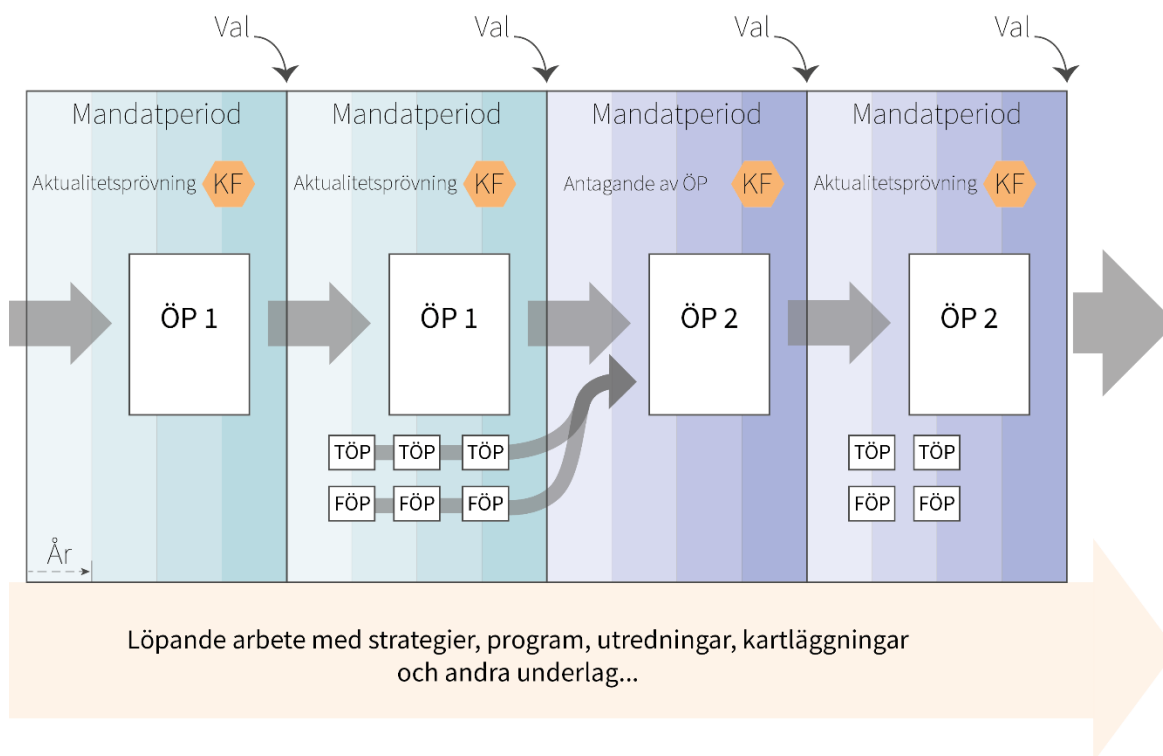 Val
Val
Val
Val
Mandatperiod
Mandatperiod
Mandatperiod
Mandatperiod
Aktualitetsprövning KF
Aktualitetsprövning KF
Antagande av ÖP KF
Aktualitetsprövning KF
ÖP 1
ÖP 1
ÖP 2
ÖP 2
TÖP TÖP TÖP
TÖP TÖP
FÖP FÖP FÖP
FÖP FÖP
År
Löpande arbete med strategier, program, utredningar, kartläggningar
och andra underlag...